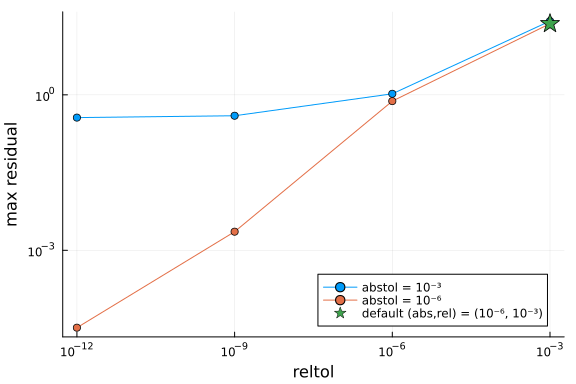 max residual
10⁰
10⁻³
10⁻¹²
10⁻⁹
10⁻⁶
10⁻³
reltol
abstol = 10⁻³
abstol = 10⁻⁶
default (abs,rel) = (10⁻⁶, 10⁻³)